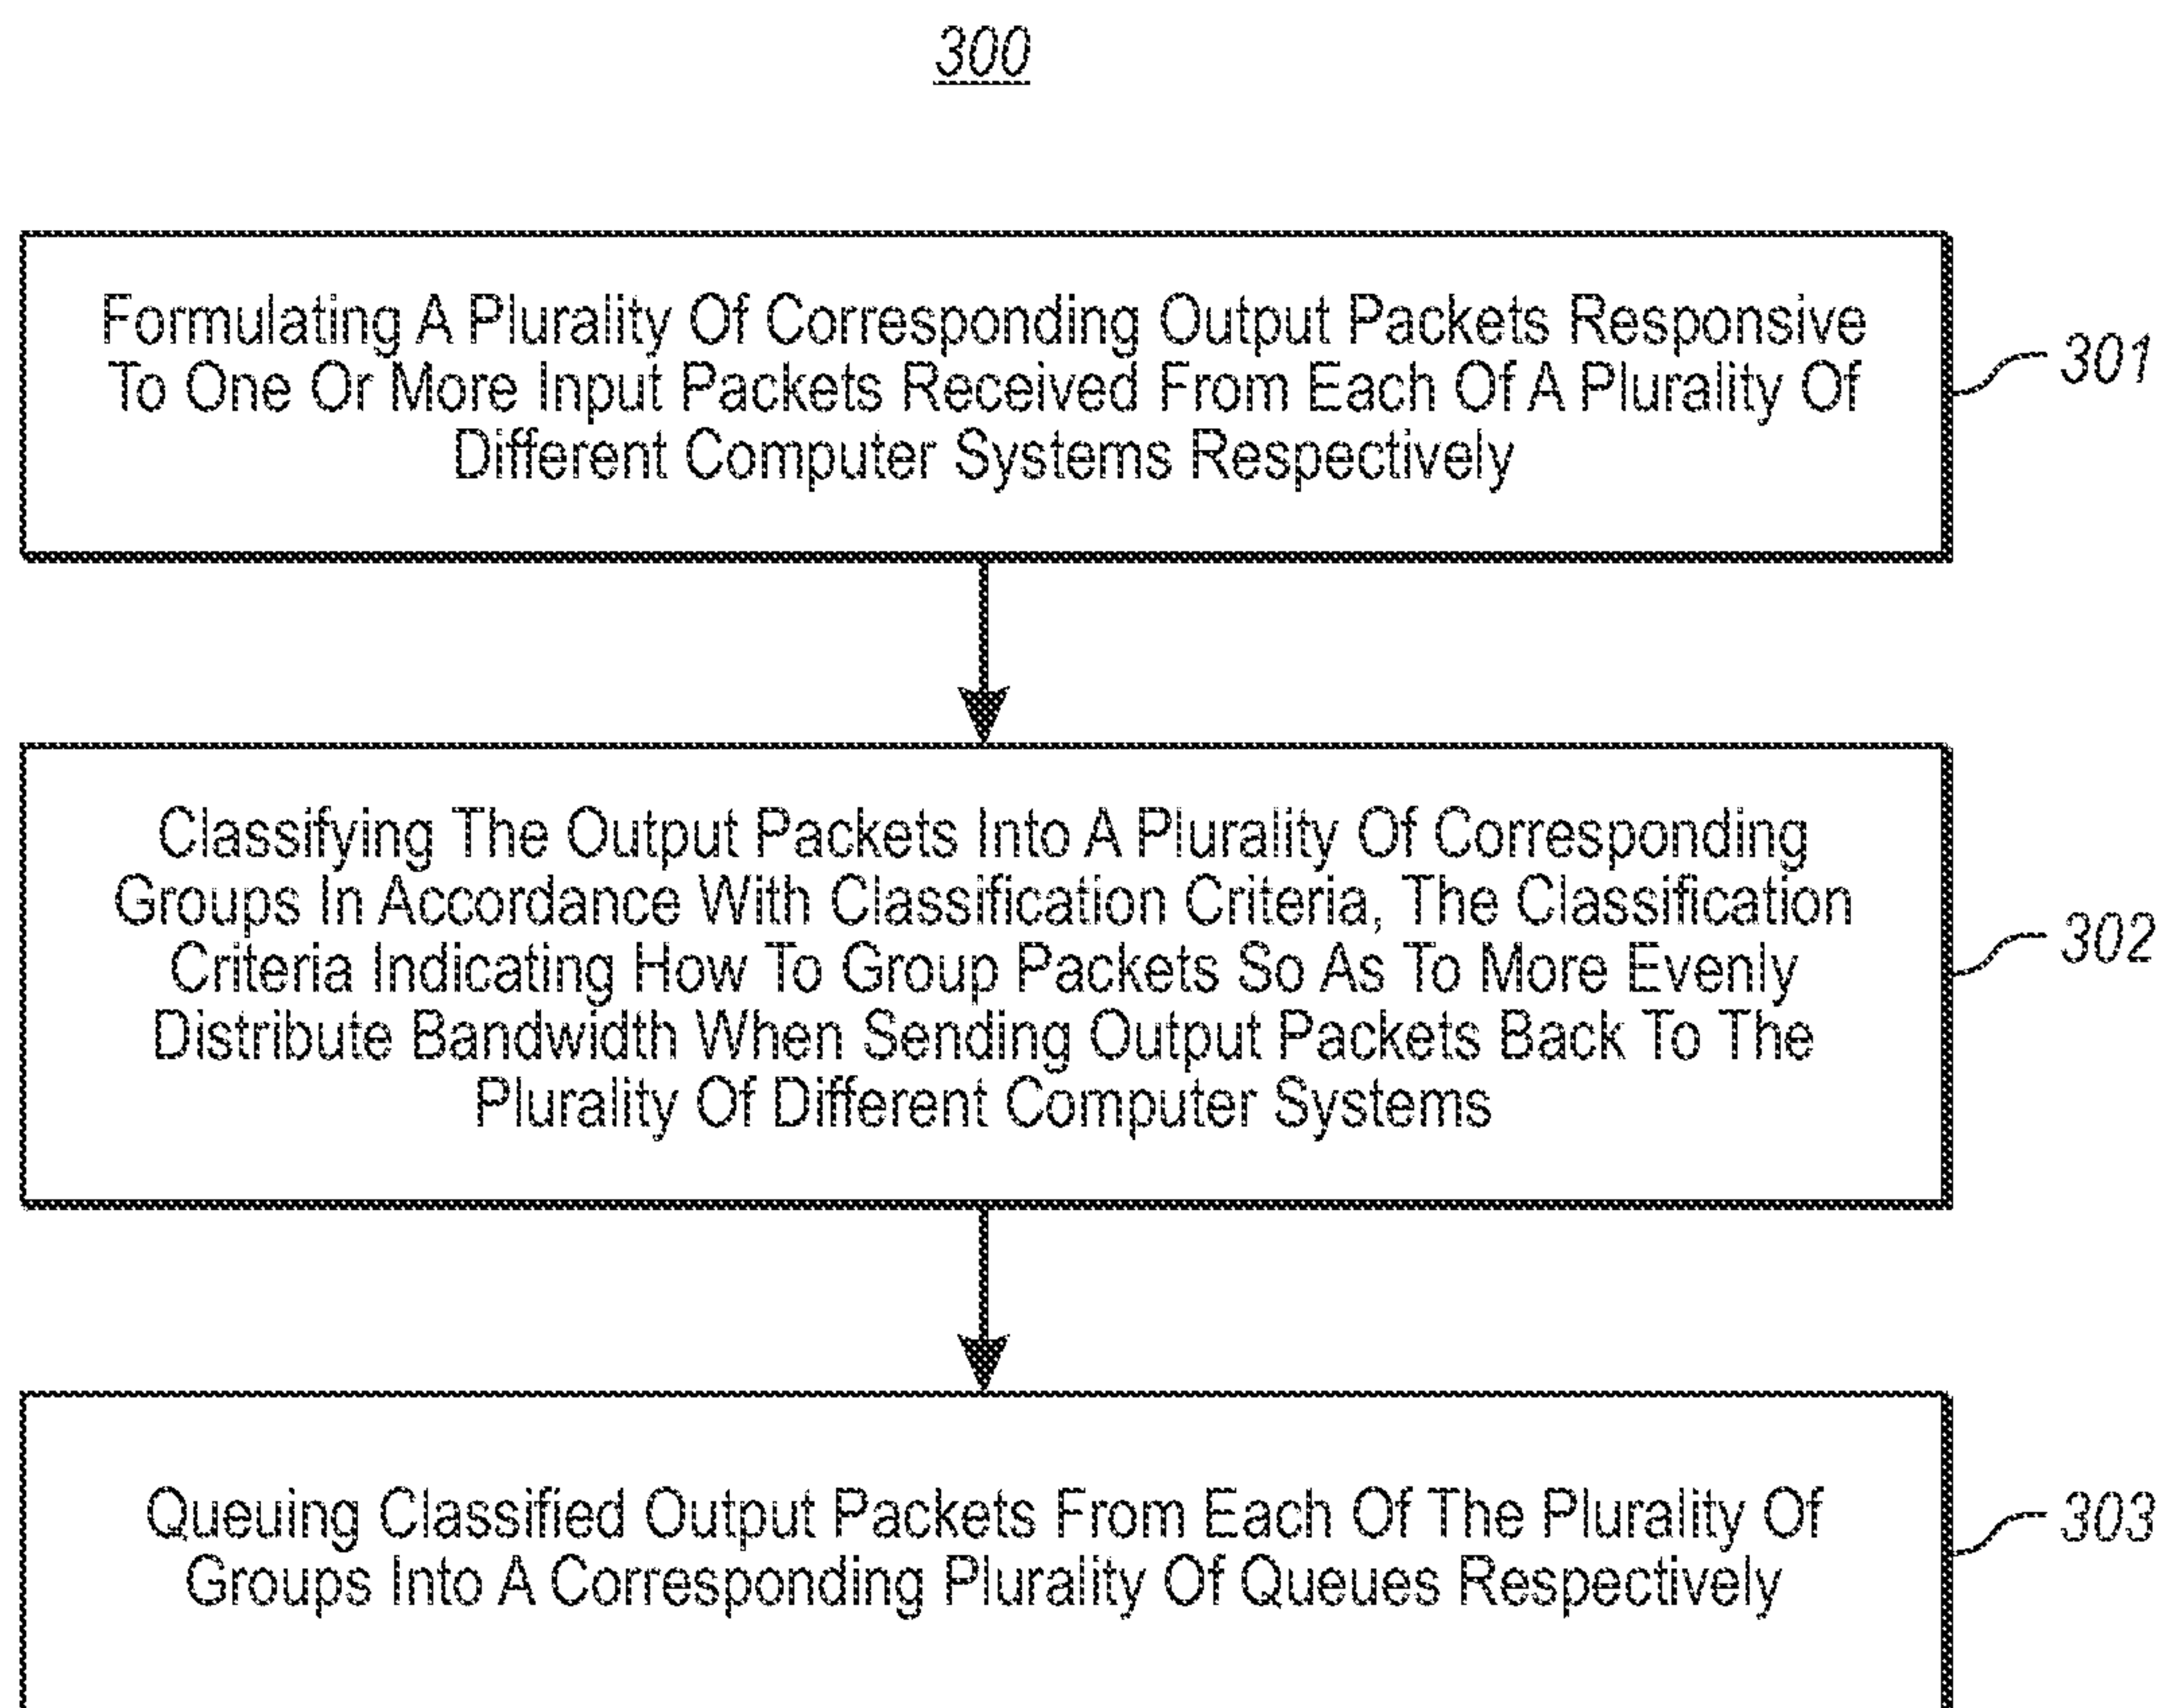 300
Formulating A Plurality Of Corresponding Output Packets Responsive
To One Or More Input Packets Received From Each Of A Plurality Of
Different Computer Systems Respectively
301
Classifying The Output Packets Into A Plurality Of Corresponding
Groups In Accordance With Classification Criteria, The Classification
Criteria Indicating How To Group Packets So As To More Evenly
Distribute Bandwidth When Sending Output Packets Back To The
Plurality Of Different Computer Systems
302
Queuing Classified Output Packets From Each Of The Plurality Of
Groups Into A Corresponding Plurality Of Queues Respectively
303